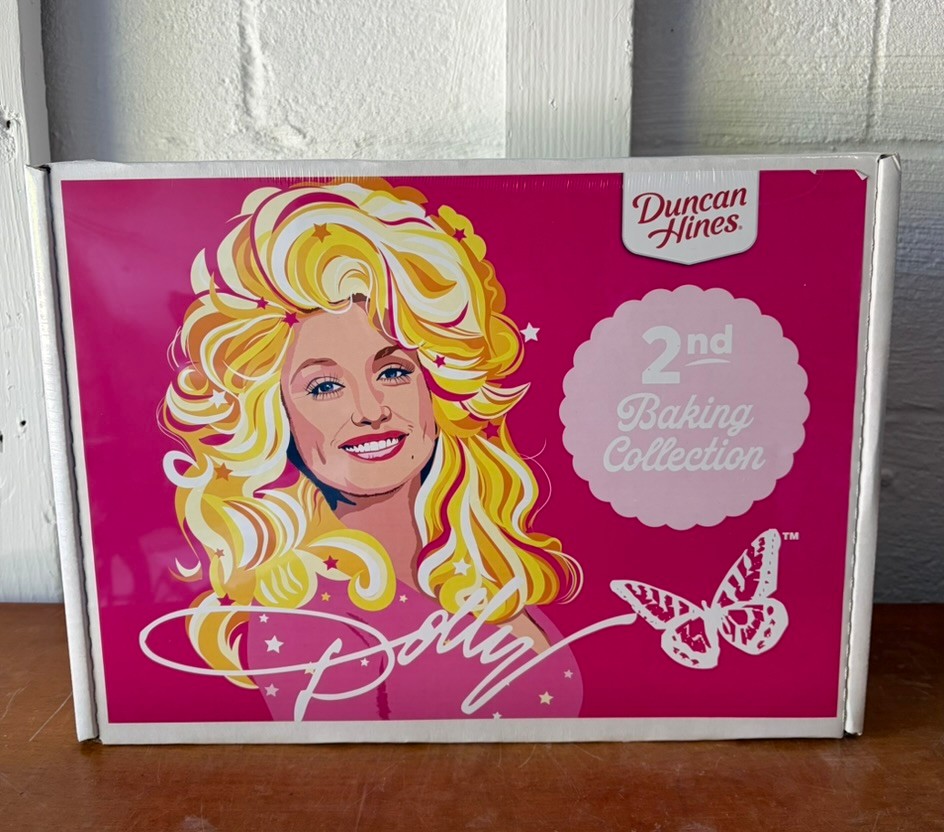 Duncan
Hines®
2nd
Baking
Collection
Dolly
TM